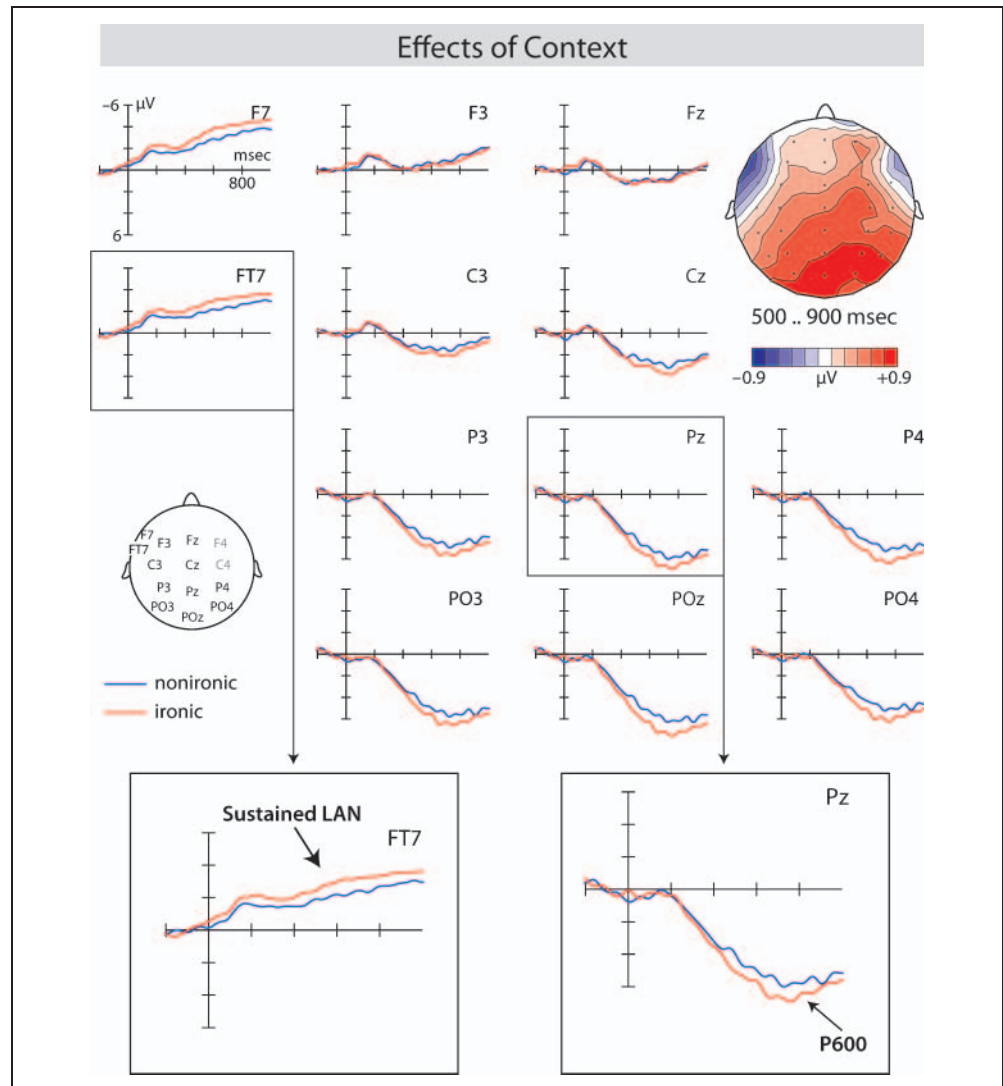 Effects of Context
−6
μV
F7
msec
800
6
F3
Fz
FT7
C3
Cz
500 .. 900 msec
−0.9
μV
+0.9
P3
Pz
P4
F7
F3
Fz
F4
FT7
C3
Cz
C4
P3
Pz
P4
PO3
POz
PO4
PO3
POz
PO4
nonironic
ironic
Sustained LAN
FT7
Pz
P600